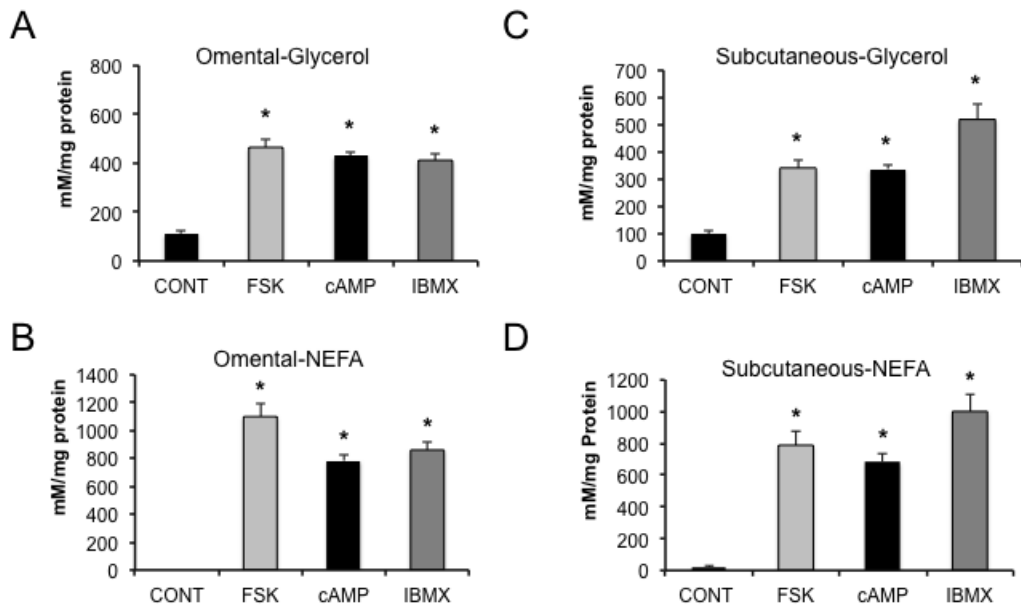 A
Omental-Glycerol
mM/mg protein
800
600
400
200
0
*
*
*
CONT FSK cAMP IBMX
B
Omental-NEFA
mM/mg protein
1400
1200
1000
800
600
400
200
0
*
*
*
CONT FSK cAMP IBMX
C
Subcutaneous-Glycerol
mM/mg protein
700
600
500
400
300
200
100
0
*
*
*
CONT FSK cAMP IBMX
D
Subcutaneous-NEFA
mM/mg Protein
1200
1000
800
600
400
200
0
*
*
*
CONT FSK cAMP IBMX